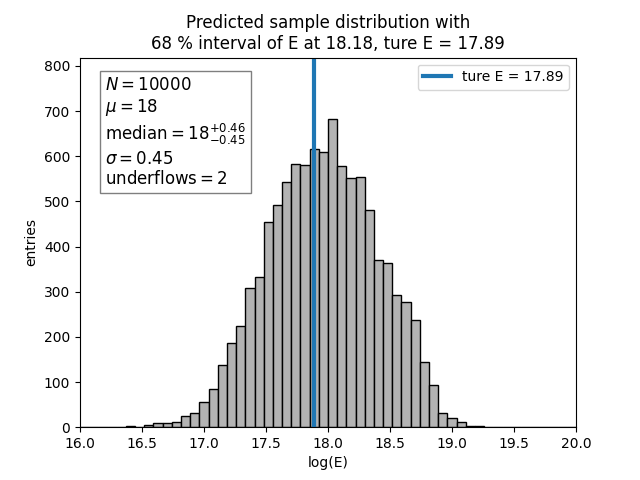 Predicted sample distribution with
68 % interval of E at 18.18, ture E = 17.89
800
700
600
500
400
300
200
100
0
entries
N = 10000
μ = 18
median = 18+0.46−0.45
σ = 0.45
underflows = 2
ture E = 17.89
16.0 16.5 17.0 17.5 18.0 18.5 19.0 19.5 20.0
log(E)